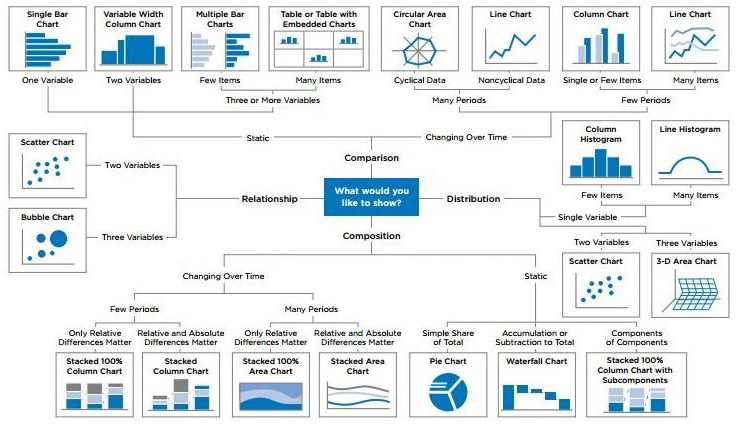 Single Bar
Chart
Variable Width
Column Chart
Multiple Bar
Charts
Table or Table with
Embedded Charts
Circular Area
Chart
Line Chart
Column Chart
Line Chart
One Variable
Two Variables
Few Items
Many Items
Cyclical Data
Noncyclical Data
Single or Few Items
Many Items
Three or More Variables
Many Periods
Few Periods
Static
Changing Over Time
Comparison
Scatter Chart
Two Variables
Column
Histogram
Line Histogram
What would you
like to show?
Relationship
Distribution
Few Items
Many Items
Single Variable
Bubble Chart
Three Variables
Composition
Two Variables
Three Variables
Scatter Chart
3-D Area Chart
Changing Over Time
Static
Few Periods
Many Periods
Only Relative
Differences Matter
Relative and Absolute
Differences Matter
Only Relative
Differences Matter
Relative and Absolute
Differences Matter
Simple Share
of Total
Accumulation or
Subtraction to Total
Components
of Components
Stacked 100%
Column Chart
Stacked
Column Chart
Stacked 100%
Area Chart
Stacked Area
Chart
Pie Chart
Waterfall Chart
Stacked 100%
Column Chart with
Subcomponents